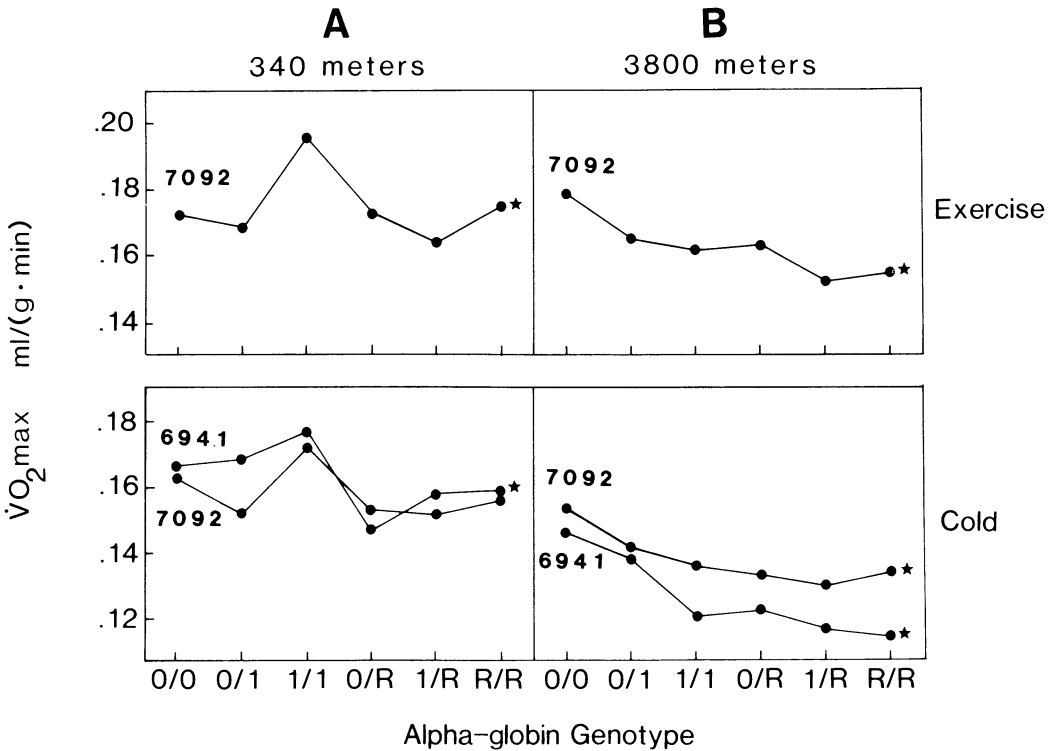 A
B
340 meters
3800 meters
.20
.18
.16
.14
7092
7092
Exercise
V̇O2max ml/(g·min)
.18
.16
.14
.12
694.1
7092
7092
6941
Cold
0/0 0/1 1/1 0/R 1/R R/R
0/0 0/1 1/1 0/R 1/R R/R
Alpha-globin Genotype